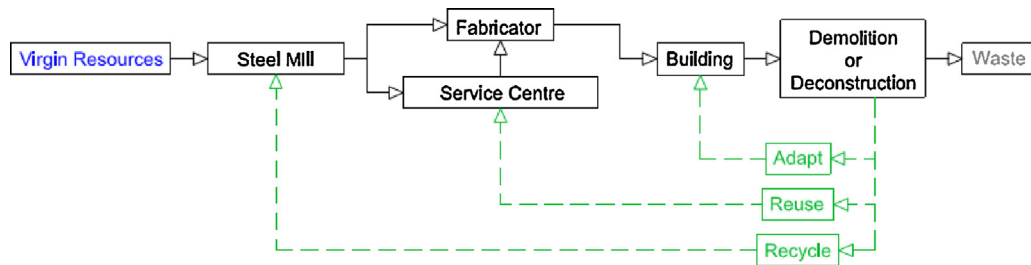 Virgin Resources
Steel Mill
Fabricator
Service Centre
Building
Demolition
or
Deconstruction
Waste
Adapt
Reuse
Recycle